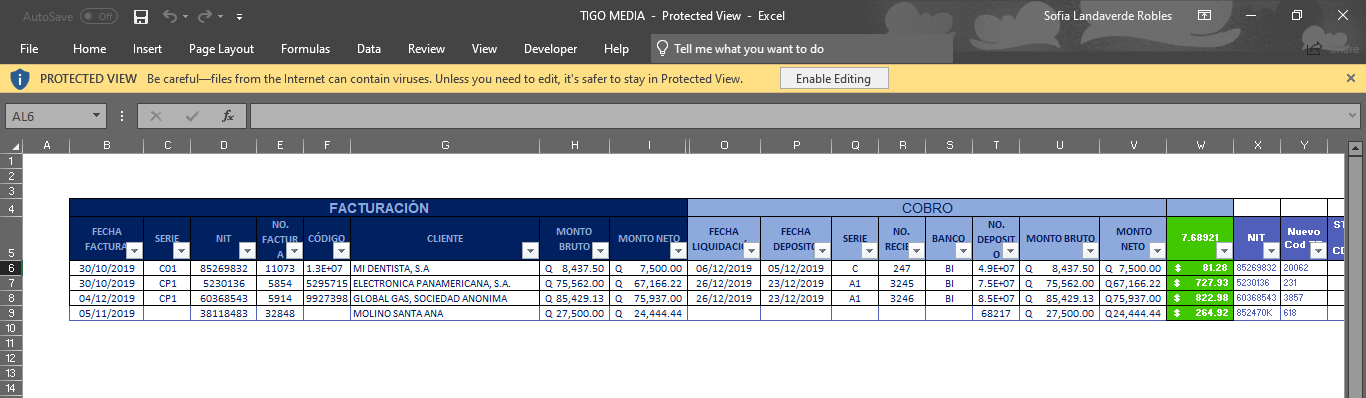 AutoSave Off TIGO MEDIA - Protected View - Excel Sofia Landaverde Robles
File Home Insert Page Layout Formulas Data Review View Developer Help Tell me what you want to do Share
PROTECTED VIEW Be careful—files from the Internet can contain viruses. Unless you need to edit, it's safer to stay in Protected View. Enable Editing
AL6 fx
A B C D E F G H I O P Q R S T U V W X Y
1
2
3
4 FACTURACIÓN COBRO
5 FECHA FACTURA SERIE NIT NO. FACTURA CÓDIGO CLIENTE MONTO BRUTO MONTO NETO FECHA LIQUIDACIÓ FECHA DEPOSITO SERIE NO. RECIB BANCO NO. DEPOSITO MONTO BRUTO MONTO NETO 7.68921 NIT Nuevo Cod ST
6 30/10/2019 CO1 85269832 11073 1.3E+07 MI DENTISTA, S.A Q 8,437.50 Q 7,500.00 06/12/2019 05/12/2019 C 247 BI 4.9E+07 Q 8,437.50 Q 7,500.00 $ 81.28 85269832 20062
7 30/10/2019 CP1 5230136 5854 5295715 ELECTRONICA PANAMERICANA, S.A. Q 75,562.00 Q 67,166.22 26/12/2019 23/12/2019 A1 3245 BI 7.5E+07 Q 75,562.00 Q67,166.22 $ 727.93 5230136 231
8 04/12/2019 CP1 60368543 5914 9927398 GLOBAL GAS, SOCIEDAD ANONIMA Q 85,429.13 Q 75,937.00 26/12/2019 23/12/2019 A1 3246 BI 8.5E+07 Q 85,429.13 Q75,937.00 $ 822.98 60368543 3857
9 05/11/2019 38118483 32848 MOLINO SANTA ANA Q 27,500.00 Q 24,444.44 68217 Q 27,500.00 Q24,444.44 $ 264.92 852470K 618
10
11
12
13
14